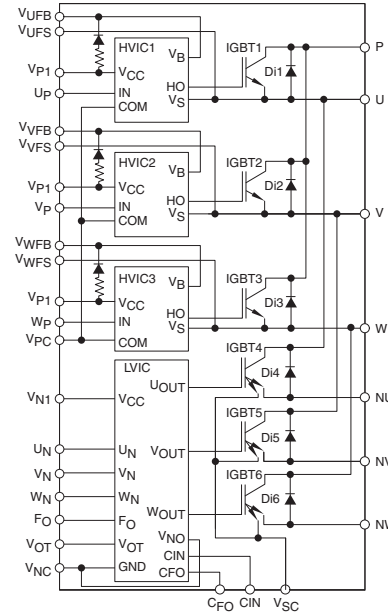 VUFB
VUFS
HVIC1
IGBT1
P
VB
VP1
VCC
Di1
UP
IN
HO
COM
VS
U
VVFB
VVFS
HVIC2
IGBT2
VB
VP1
VCC
Di2
VP
IN
HO
COM
VS
V
VWFB
VWFS
HVIC3
IGBT3
VB
VP1
VCC
Di3
WP
IN
HO
VS
W
VPC
COM
LVIC
IGBT4
UOUT
Di4
VN1
VCC
NU
IGBT5
UN
UN
VOUT
Di5
NV
VN
VN
IGBT6
WN
WN
WOUT
Di6
FO
FO
NW
VOT
VOT
VNO
CIN
VNC
GND
CFO
CFO
CIN
VSC